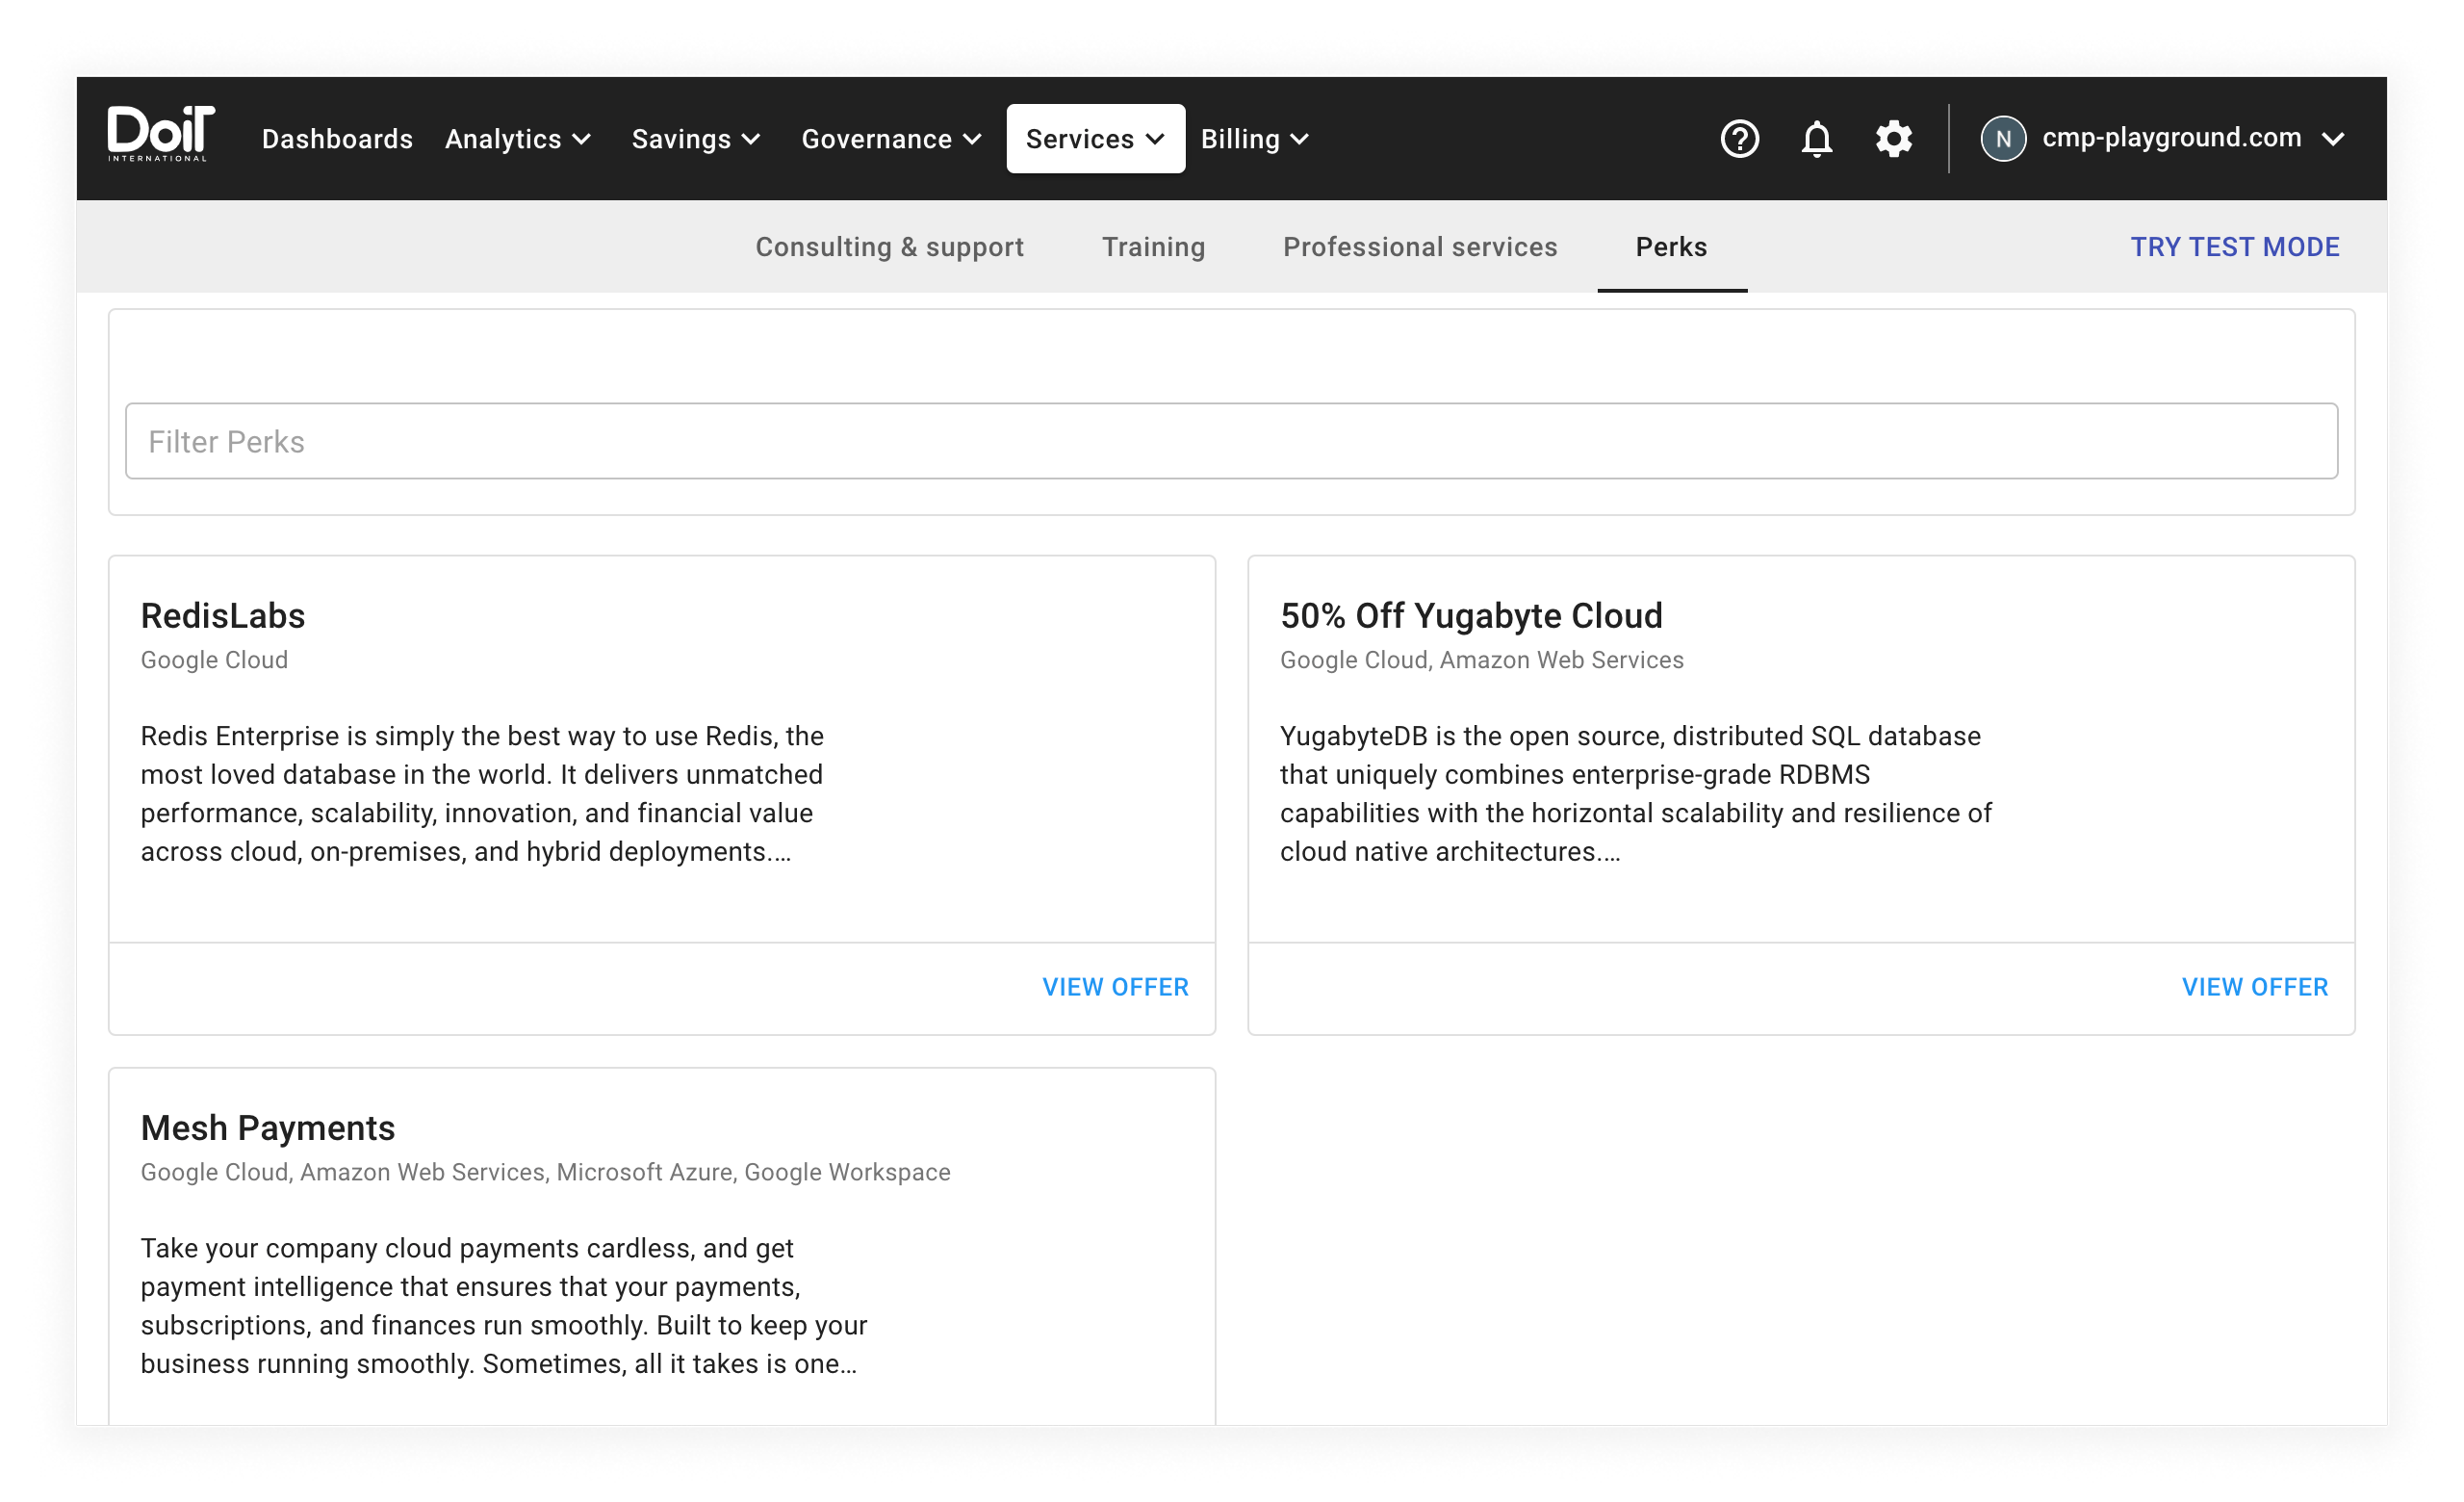 DoiT
INTERNATIONAL
Dashboards Analytics Savings Governance Services Billing N cmp-playground.com
Consulting & support Training Professional services Perks TRY TEST MODE
Filter Perks
RedisLabs
Google Cloud
Redis Enterprise is simply the best way to use Redis, the
most loved database in the world. It delivers unmatched
performance, scalability, innovation, and financial value
across cloud, on-premises, and hybrid deployments....
VIEW OFFER
50% Off Yugabyte Cloud
Google Cloud, Amazon Web Services
YugabyteDB is the open source, distributed SQL database
that uniquely combines enterprise-grade RDBMS
capabilities with the horizontal scalability and resilience of
cloud native architectures....
VIEW OFFER
Mesh Payments
Google Cloud, Amazon Web Services, Microsoft Azure, Google Workspace
Take your company cloud payments cardless, and get
payment intelligence that ensures that your payments,
subscriptions, and finances run smoothly. Built to keep your
business running smoothly. Sometimes, all it takes is one...